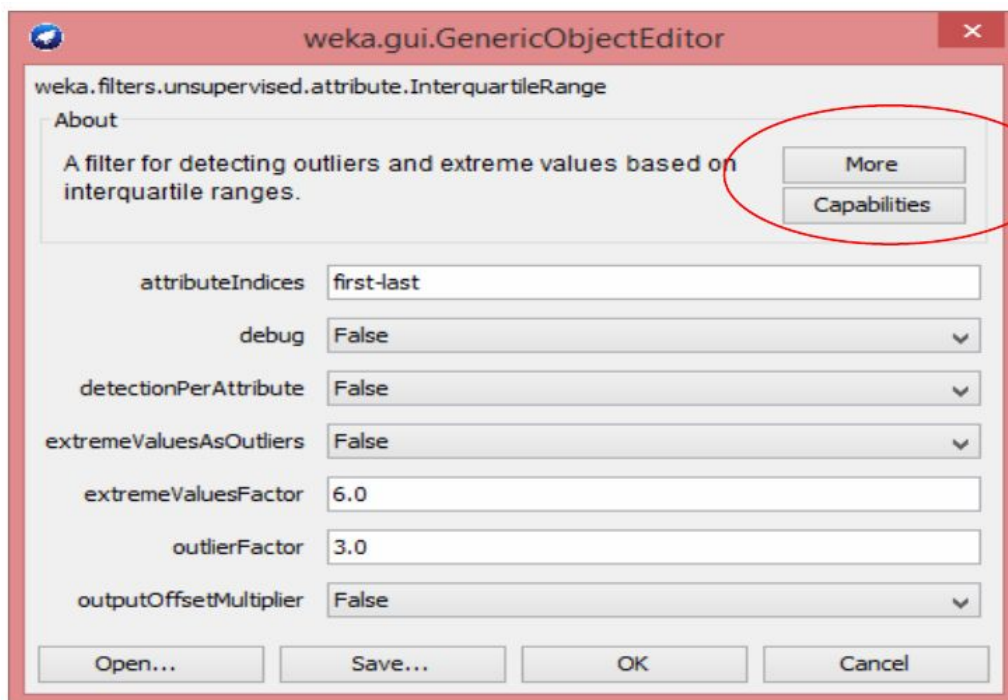 weka.gui.GenericObjectEditor
weka.filters.unsupervised.attribute.InterquartileRange
About
A filter for detecting outliers and extreme values based on
interquartile ranges.
More
Capabilities
attributeIndices first-last
debug False
detectionPerAttribute False
extremeValuesAsOutliers False
extremeValuesFactor 6.0
outlierFactor 3.0
outputOffsetMultiplier False
Open... Save... OK Cancel